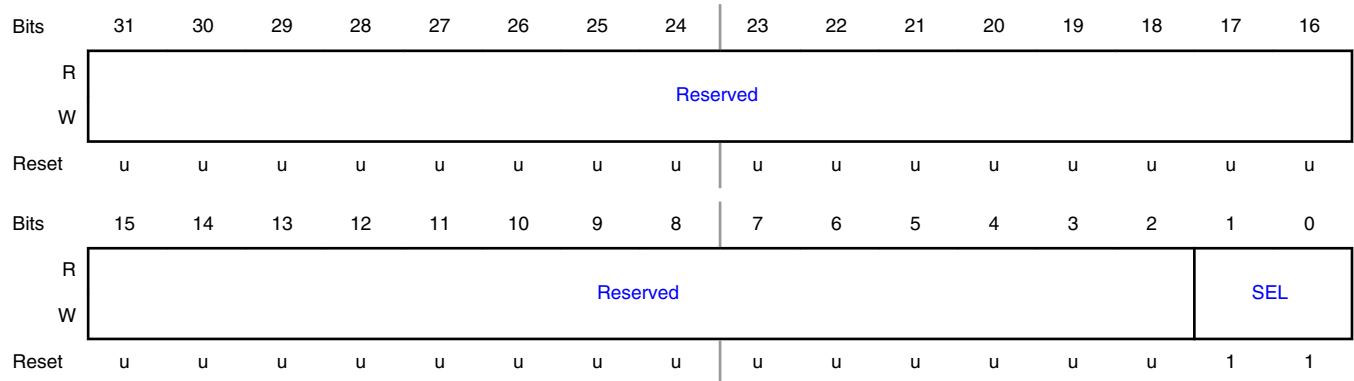 Bits 31 30 29 28 27 26 25 24 23 22 21 20 19 18 17 16
R
Reserved
W
Reset u u u u u u u u u u u u u u u u
Bits 15 14 13 12 11 10 9 8 7 6 5 4 3 2 1 0
R
Reserved SEL
W
Reset u u u u u u u u u u u u u u 1 1